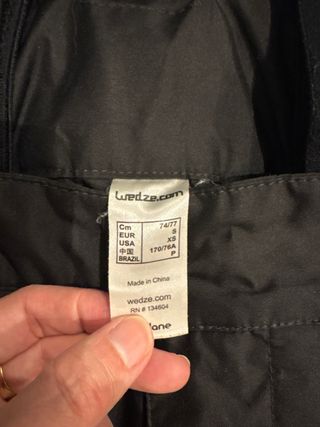 wedze.com
Cm 74/77
EUR S
USA XS
中国 170/76A
BRAZIL P
Made in China
wedze.com
RN # 134604
lane